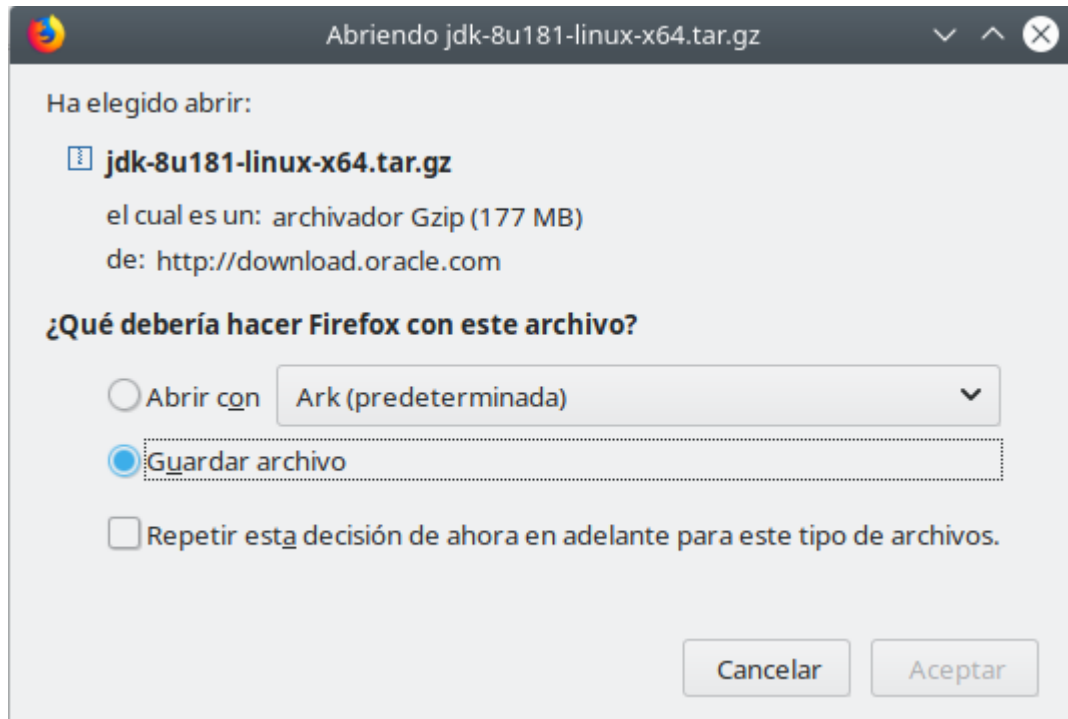 Abriendo jdk-8u181-linux-x64.tar.gz
Ha elegido abrir:
jdk-8u181-linux-x64.tar.gz
el cual es un: archivador Gzip (177 MB)
de: http://download.oracle.com
¿Qué debería hacer Firefox con este archivo?
Abrir con Ark (predeterminada)
Guardar archivo
Repetir esta decisión de ahora en adelante para este tipo de archivos.
Cancelar Aceptar